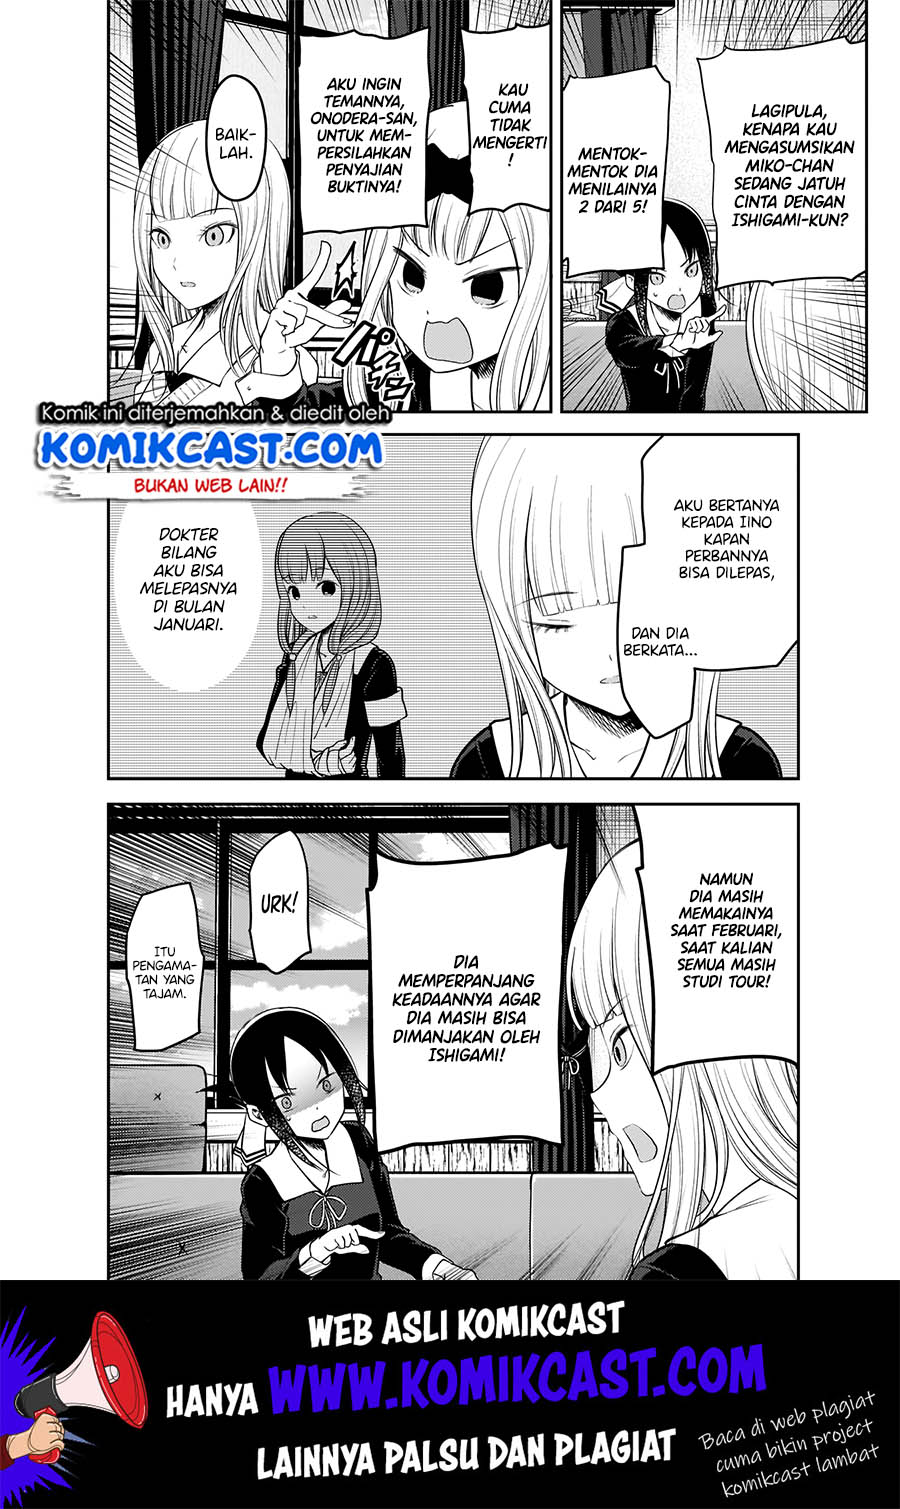 LAGIPULA,
KENAPA KAU
MENGASUMSIKAN
MIKO-CHAN
SEDANG JATUH
CINTA DENGAN
ISHIGAMI-KUN?
MENTOK-
MENTOK DIA
MENILAINYA
2 DARI 5!
KAU
CUMA
TIDAK
MENGERTI
!
AKU INGIN
TEMANNYA,
ONODERA-SAN,
UNTUK MEM-
PERSILAHKAN
PENYAJIAN
BUKTINYA!
BAIK-
LAH.
Komik ini diterjemahkan & diedit oleh
KOMIKCAST.COM
BUKAN WEB LAIN!!
AKU BERTANYA
KEPADA IINO
KAPAN
PERBANNYA
BISA DILEPAS,
DAN DIA
BERKATA...
DOKTER
BILANG
AKU BISA
MELEPASNYA
DI BULAN
JANUARI.
NAMUN
DIA MASIH
MEMAKAINYA
SAAT FEBRUARI,
SAAT KALIAN
SEMUA MASIH
STUDI TOUR!
DIA
MEMPERPANJANG
KEADAANNYA AGAR
DIA MASIH BISA
DIMANJAKAN OLEH
ISHIGAMI!
URK!
ITU
PENGAMA-
TAN YANG
TAJAM.
WEB ASLI KOMIKCAST
HANYA WWW.KOMIKCAST.COM
LAINNYA PALSU DAN PLAGIAT
Baca di web plagiat
cuma bikin project
komikcast lambat